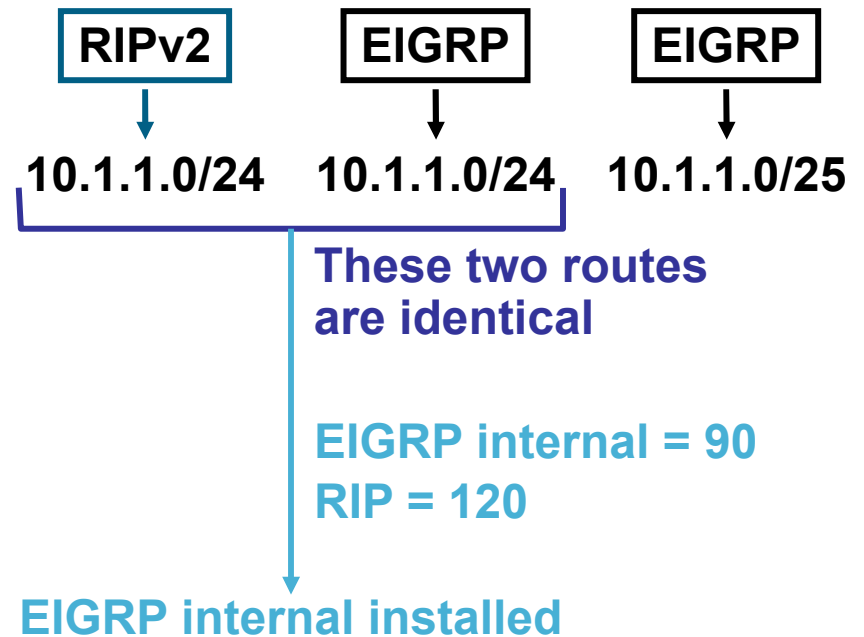 RIPv2 EIGRP EIGRP
10.1.1.0/24 10.1.1.0/24 10.1.1.0/25
These two routes
are identical
EIGRP internal = 90
RIP = 120
EIGRP internal installed